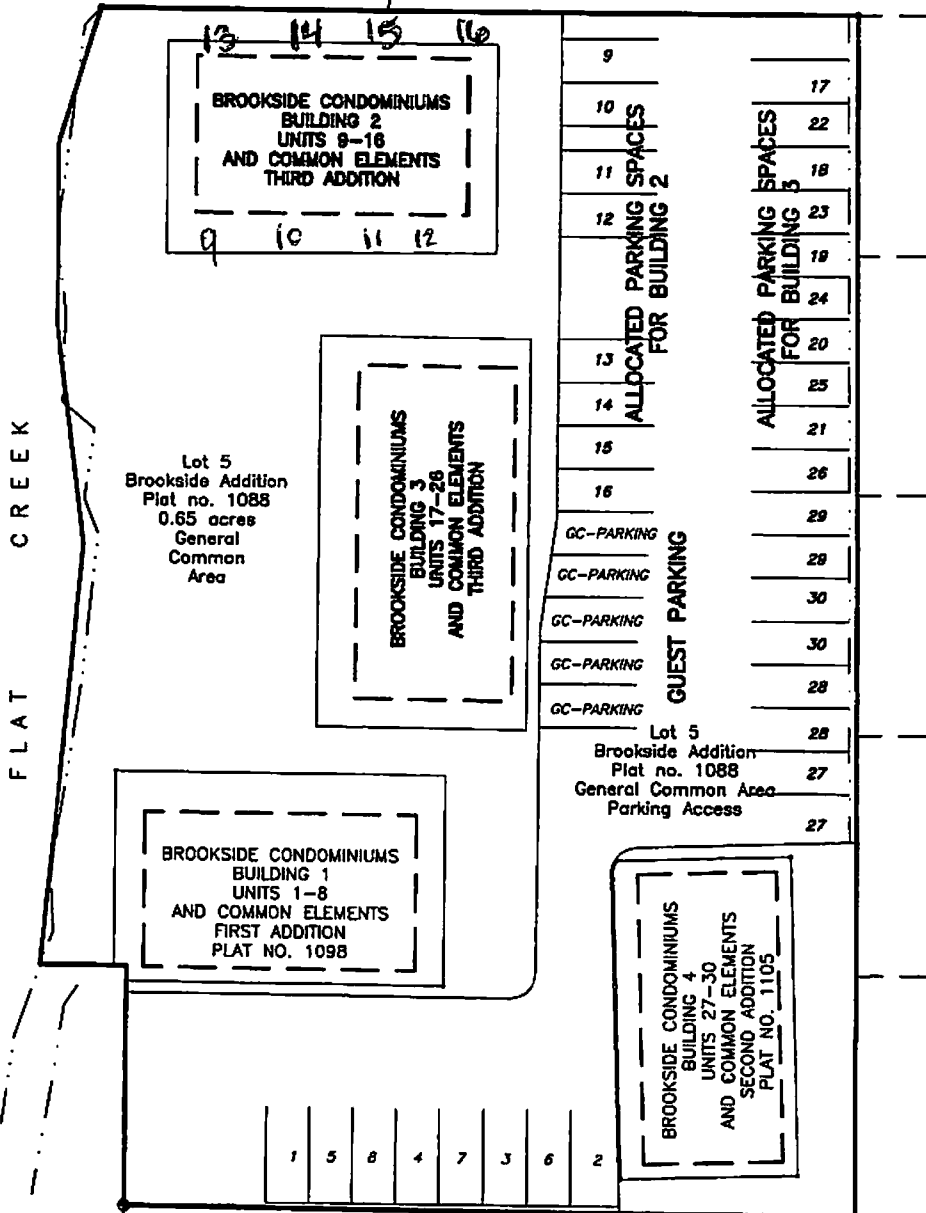 13 14 15 16
BROOKSIDE CONDOMINIUMS
BUILDING 2
UNITS 9-16
AND COMMON ELEMENTS
THIRD ADDITION
9 10 11 12
9
10
11
12
13
14
15
16
GC-PARKING
GC-PARKING
GC-PARKING
GC-PARKING
GC-PARKING
ALLOCATED PARKING SPACES
FOR BUILDING 2
GUEST PARKING
ALLOCATED PARKING SPACES
FOR BUILDING 3
17
22
18
23
19
24
20
25
21
26
29
29
30
30
28
28
27
27
FLAT CREEK
Lot 5
Brookside Addition
Plat no. 1088
0.65 acres
General
Common
Area
BROOKSIDE CONDOMINIUMS
BUILDING 3
UNITS 17-26
AND COMMON ELEMENTS
THIRD ADDITION
Lot 5
Brookside Addition
Plat no. 1088
General Common Area
Parking Access
BROOKSIDE CONDOMINIUMS
BUILDING 1
UNITS 1-8
AND COMMON ELEMENTS
FIRST ADDITION
PLAT NO. 1098
BROOKSIDE CONDOMINIUMS
BUILDING 4
UNITS 27-30
AND COMMON ELEMENTS
SECOND ADDITION
PLAT NO. 1105
1 5 8 4 7 3 6 2